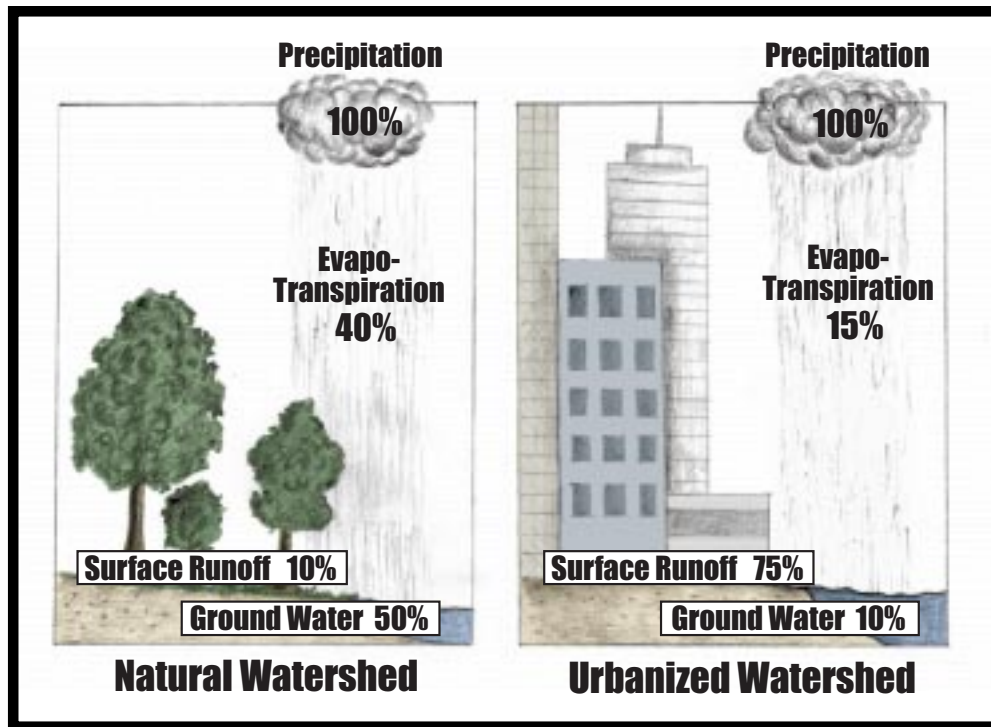 Precipitation
100%
Evapo-
Transpiration
40%
Surface Runoff 10%
Ground Water 50%
Natural Watershed
Precipitation
100%
Evapo-
Transpiration
15%
Surface Runoff 75%
Ground Water 10%
Urbanized Watershed